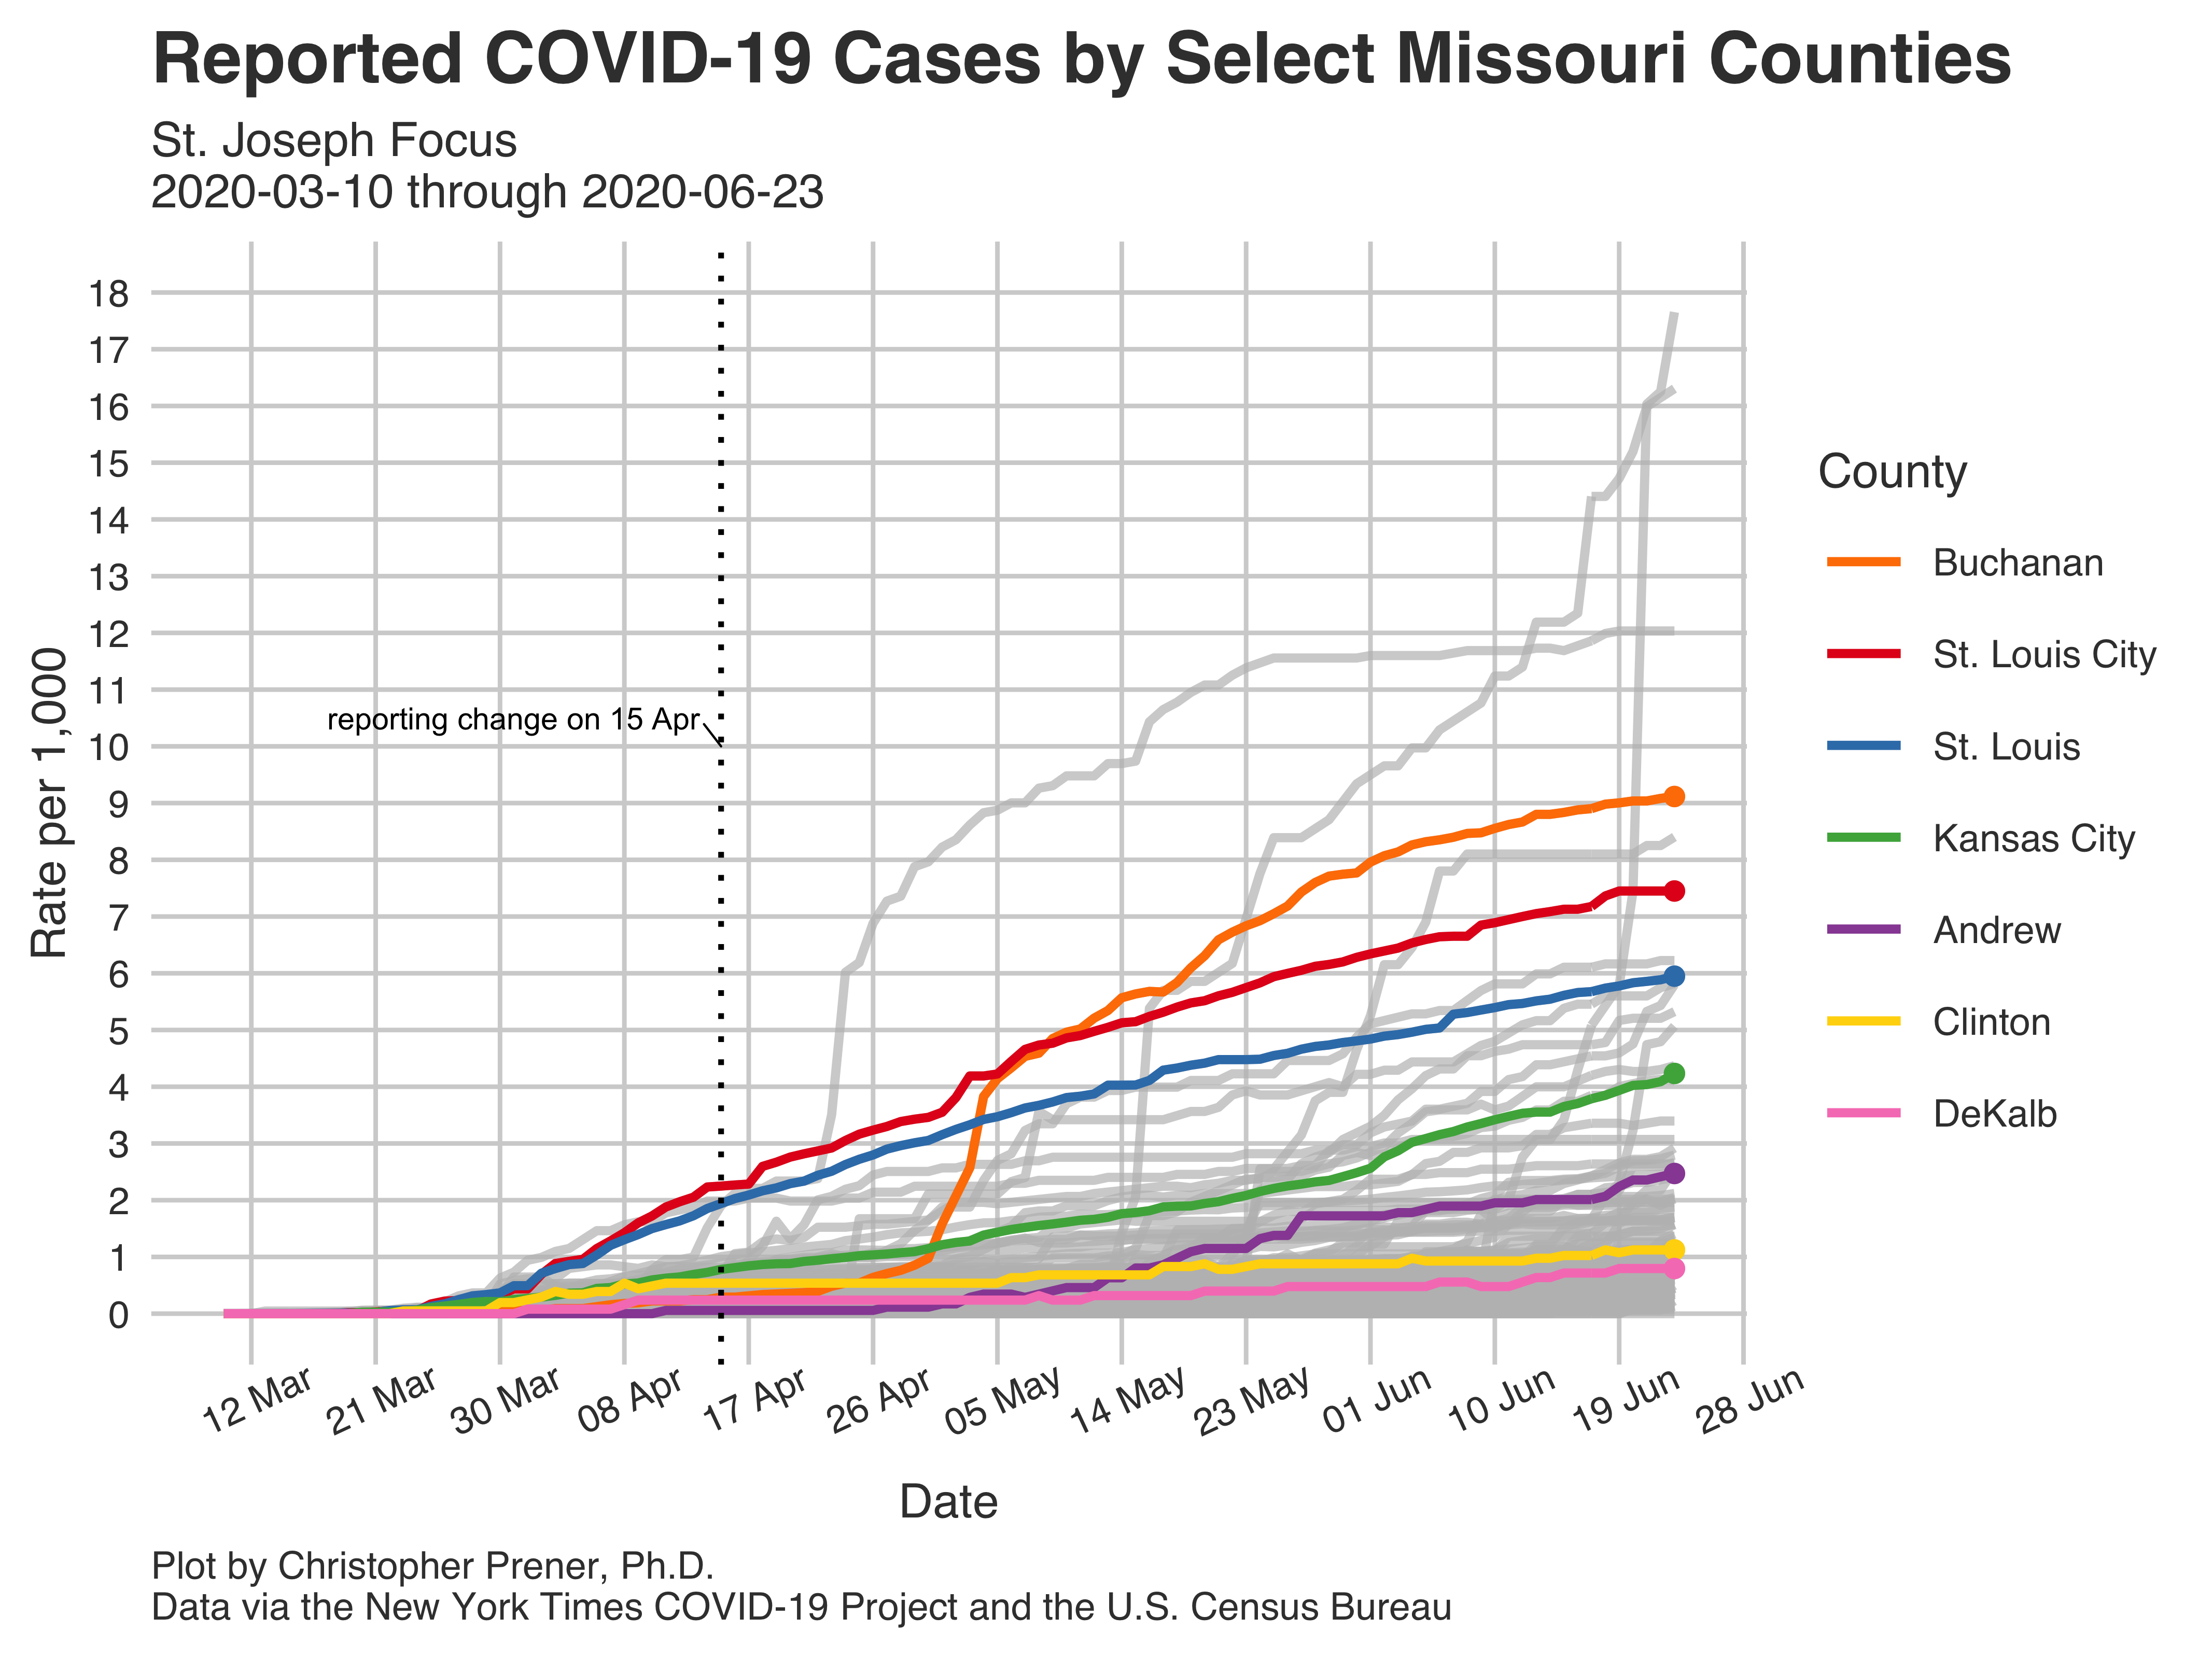 Reported COVID-19 Cases by Select Missouri Counties
St. Joseph Focus
2020-03-10 through 2020-06-23
18
17
16
15
14
13
12
11
10
9
8
7
6
5
4
3
2
1
0
Rate per 1,000
reporting change on 15 Apr
County
Buchanan
St. Louis City
St. Louis
Kansas City
Andrew
Clinton
DeKalb
12 Mar
21 Mar
30 Mar
08 Apr
17 Apr
26 Apr
05 May
14 May
23 May
01 Jun
10 Jun
19 Jun
28 Jun
Date
Plot by Christopher Prener, Ph.D.
Data via the New York Times COVID-19 Project and the U.S. Census Bureau